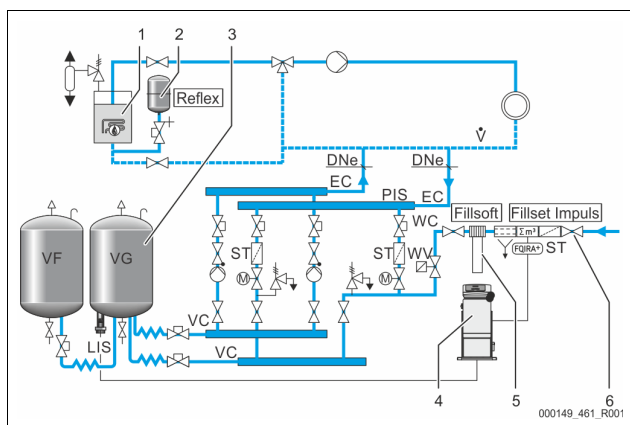 1
2
3
Reflex
V̇
DNe
DNe
EC
PIS
EC
WC
Fillsoft
Fillset Impuls
Σm³
FQIRA+
ST
ST
ST
WV
VF
VG
M
M
LIS
VC
VC
4
5
6
000149_461_R001